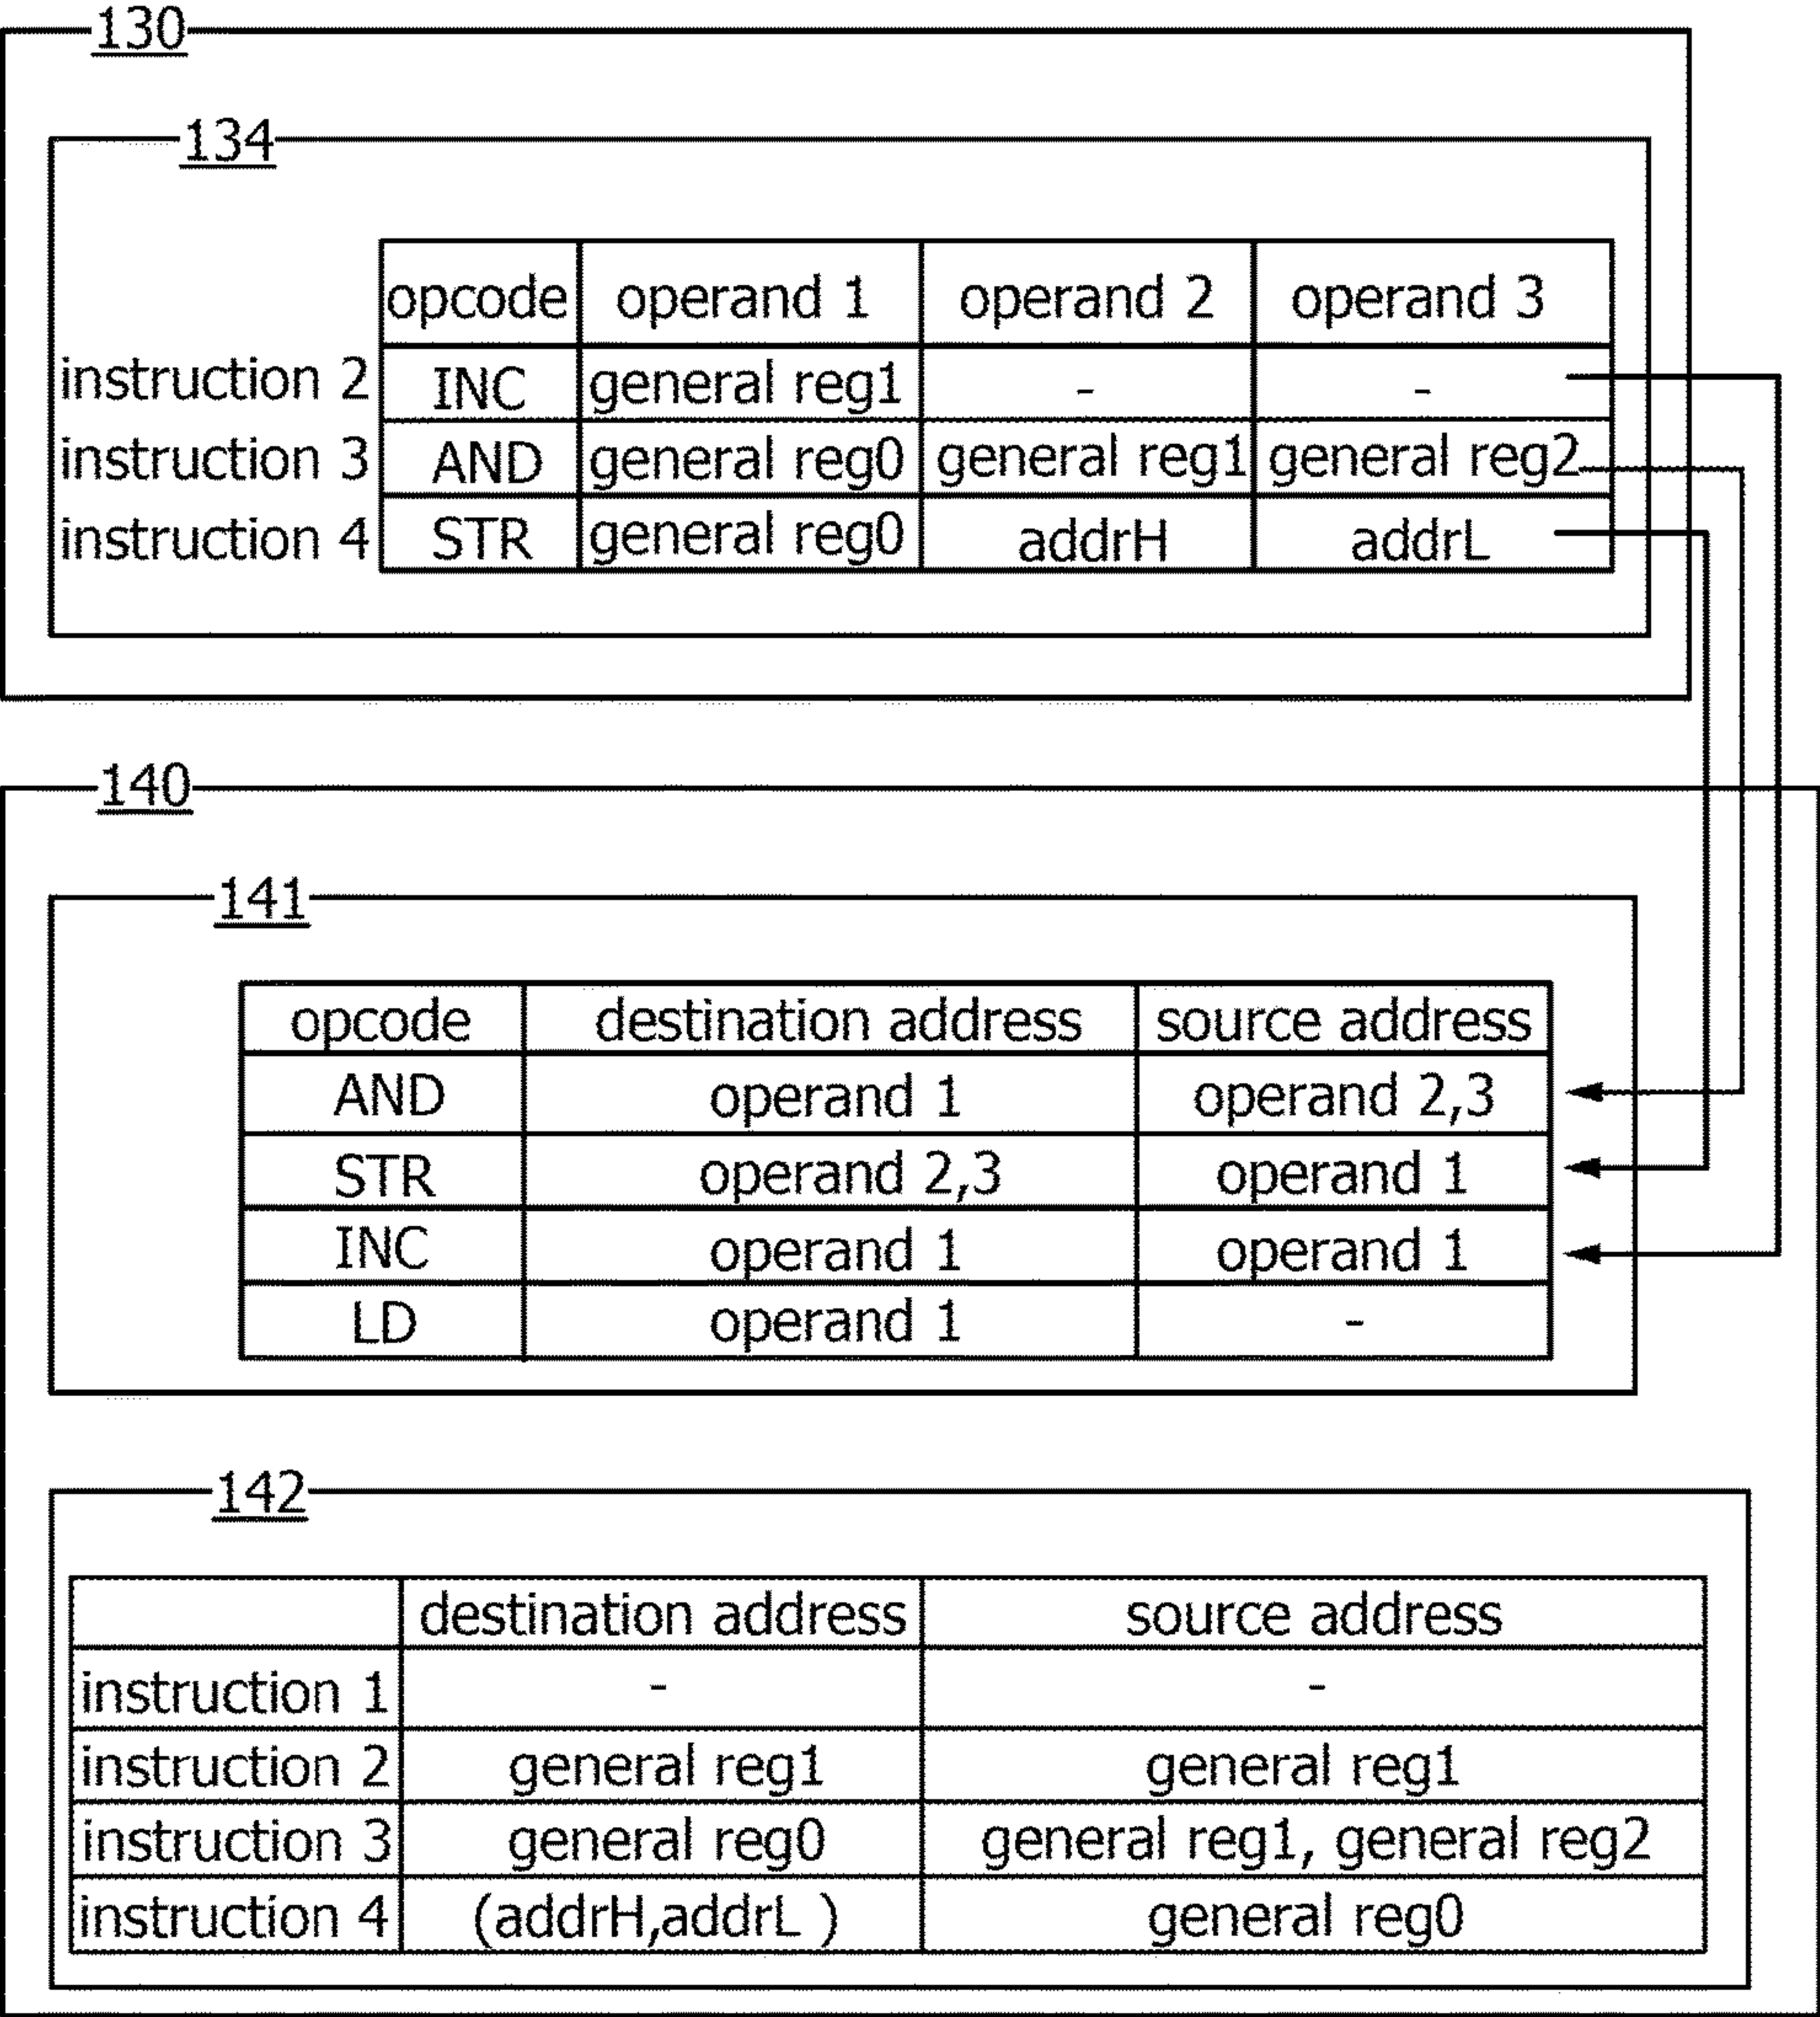 130
134
opcode operand 1 operand 2 operand 3
instruction 2 INC general reg1 - -
instruction 3 AND general reg0 general reg1 general reg2
instruction 4 STR general reg0 addrH addrL
140
141
opcode destination address source address
AND operand 1 operand 2,3
STR operand 2,3 operand 1
INC operand 1 operand 1
LD operand 1 -
142
destination address source address
instruction 1 - -
instruction 2 general reg1 general reg1
instruction 3 general reg0 general reg1, general reg2
instruction 4 (addrH,addrL ) general reg0